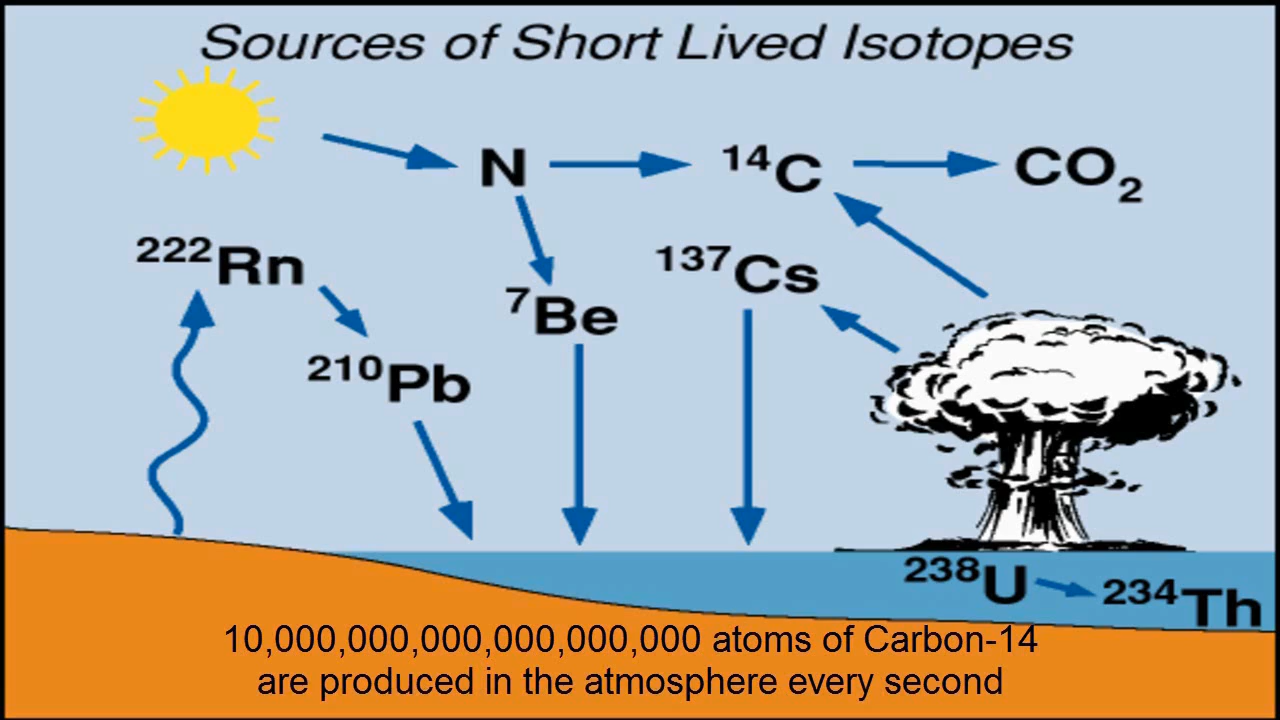 Sources of Short Lived Isotopes
N
¹⁴C
CO₂
²²²Rn
⁷Be
¹³⁷Cs
²¹⁰Pb
²³⁸U
²³⁴Th
10,000,000,000,000,000,000 atoms of Carbon-14
are produced in the atmosphere every second